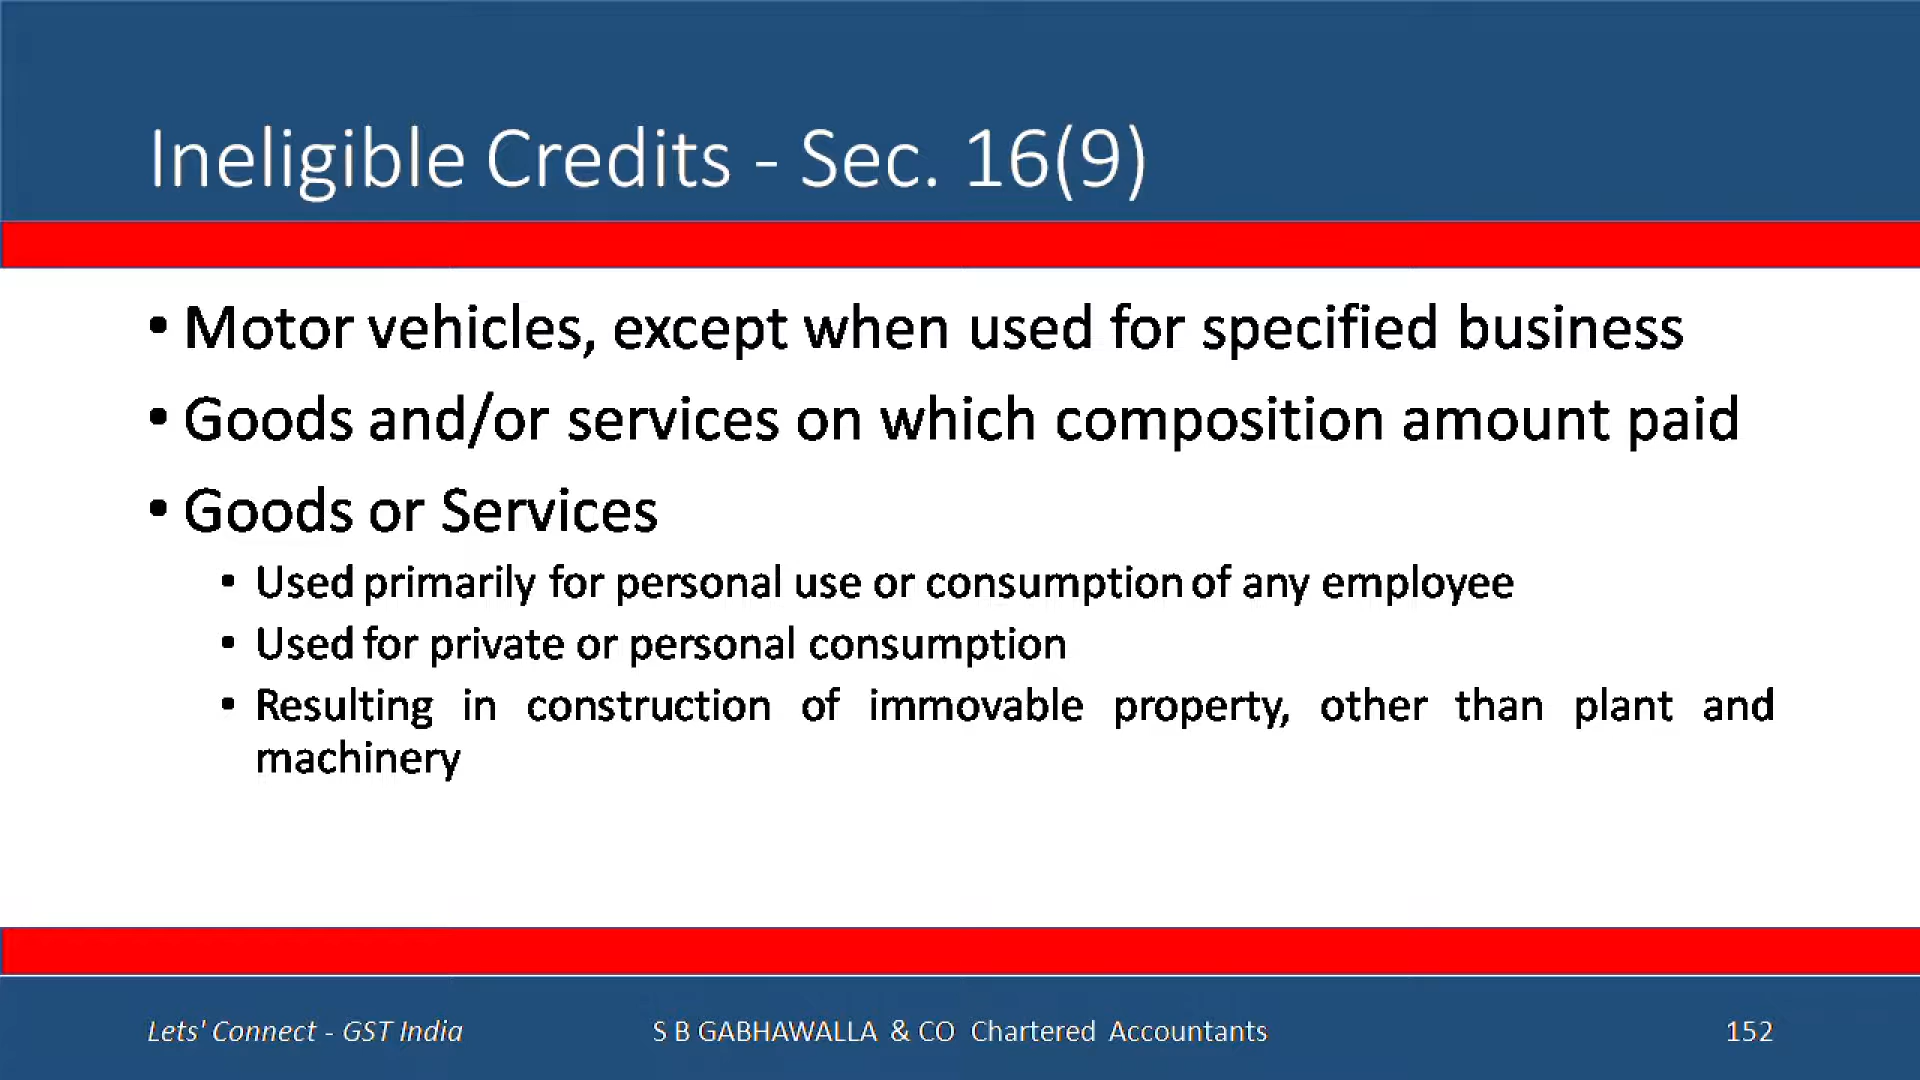 Ineligible Credits - Sec. 16(9)
• Motor vehicles, except when used for specified business
• Goods and/or services on which composition amount paid
• Goods or Services
• Used primarily for personal use or consumption of any employee
• Used for private or personal consumption
• Resulting in construction of immovable property, other than plant and
machinery
Lets' Connect - GST India
S B GABHAWALLA & CO Chartered Accountants
152